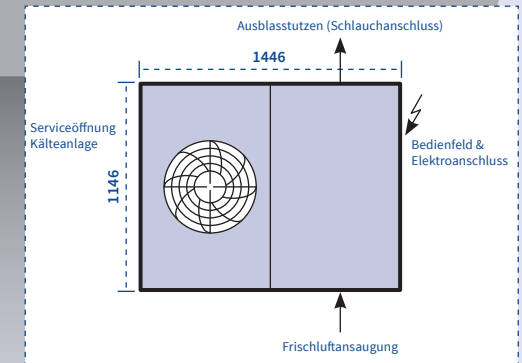 Ausblasstutzen (Schlauchanschluss)
1446
Serviceöffnung
Kälteanlage
Bedienfeld &
Elektroanschluss
1146
Frischluftansaugung